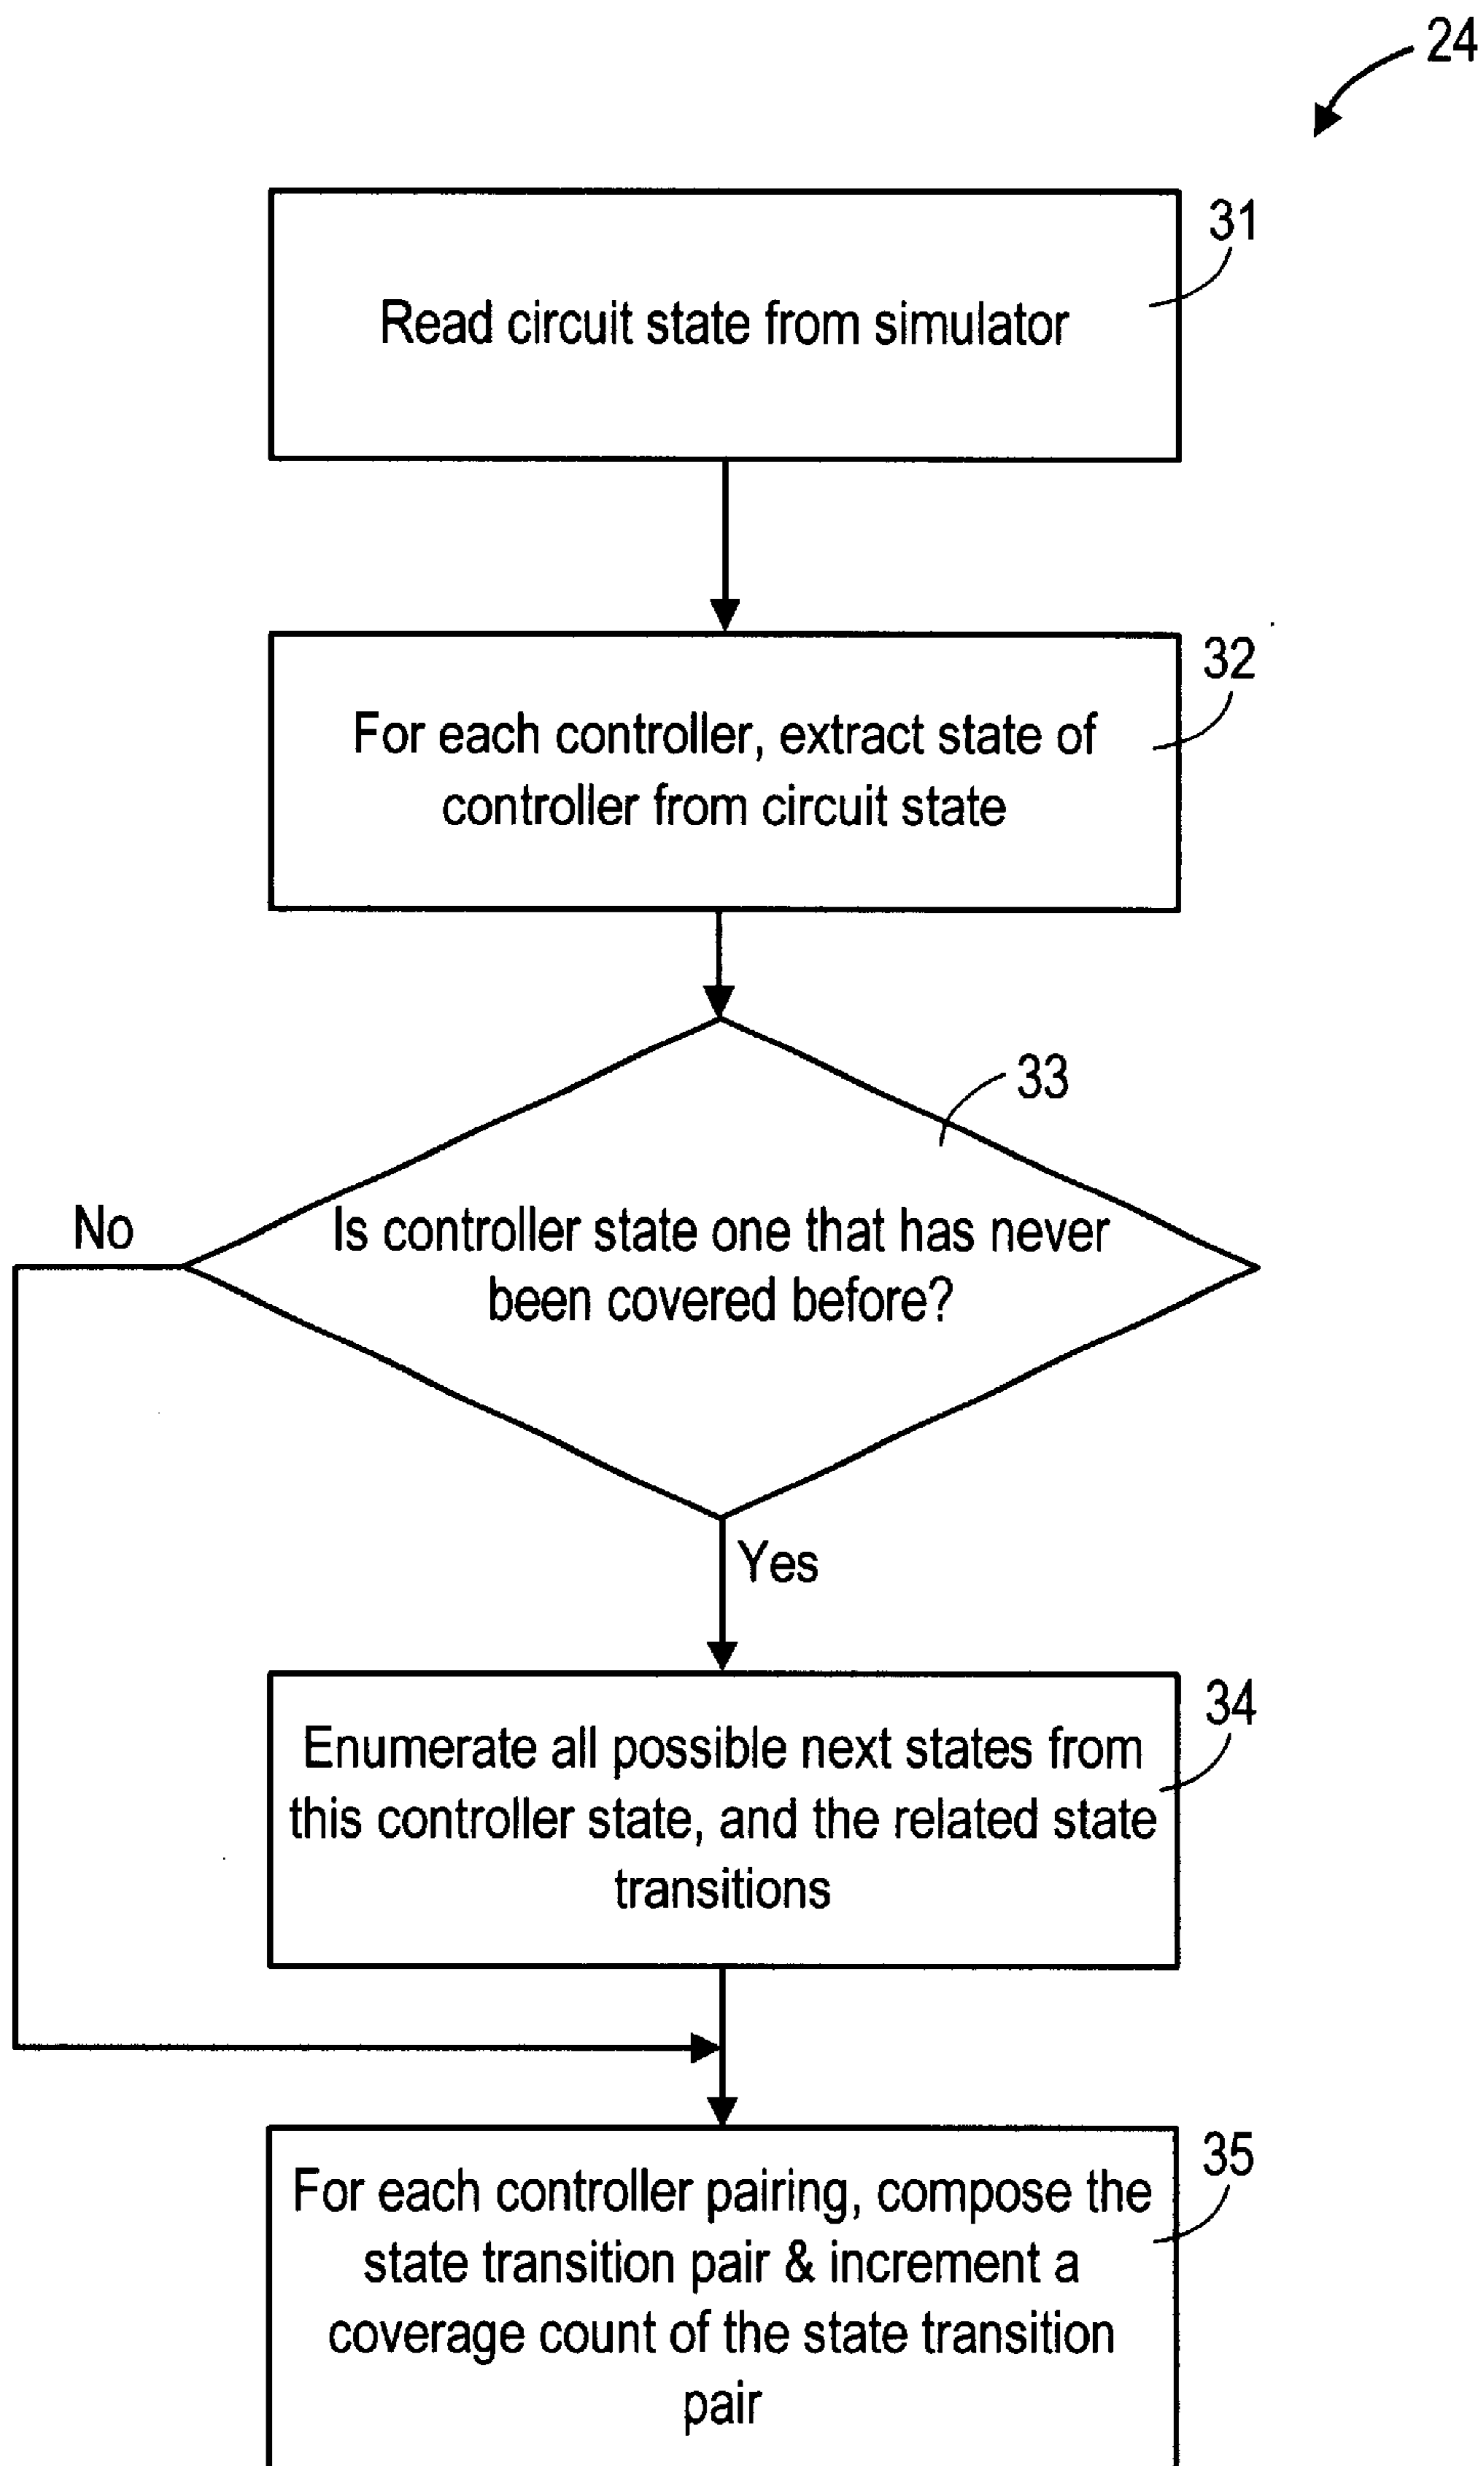 24
31
Read circuit state from simulator
32
For each controller, extract state of
controller from circuit state
33
No
Is controller state one that has never
been covered before?
Yes
34
Enumerate all possible next states from
this controller state, and the related state
transitions
35
For each controller pairing, compose the
state transition pair & increment a
coverage count of the state transition
pair